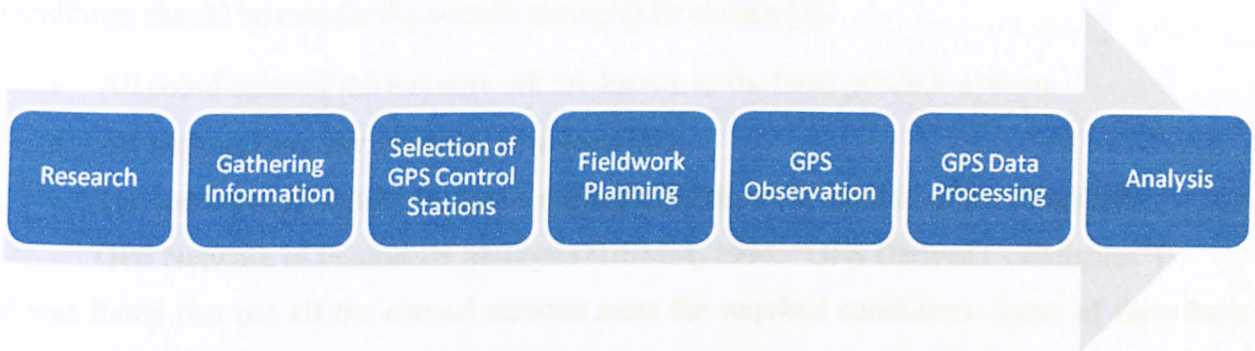 Research
Gathering
Information
Selection of
GPS Control
Stations
Fieldwork
Planning
GPS
Observation
GPS Data
Processing
Analysis